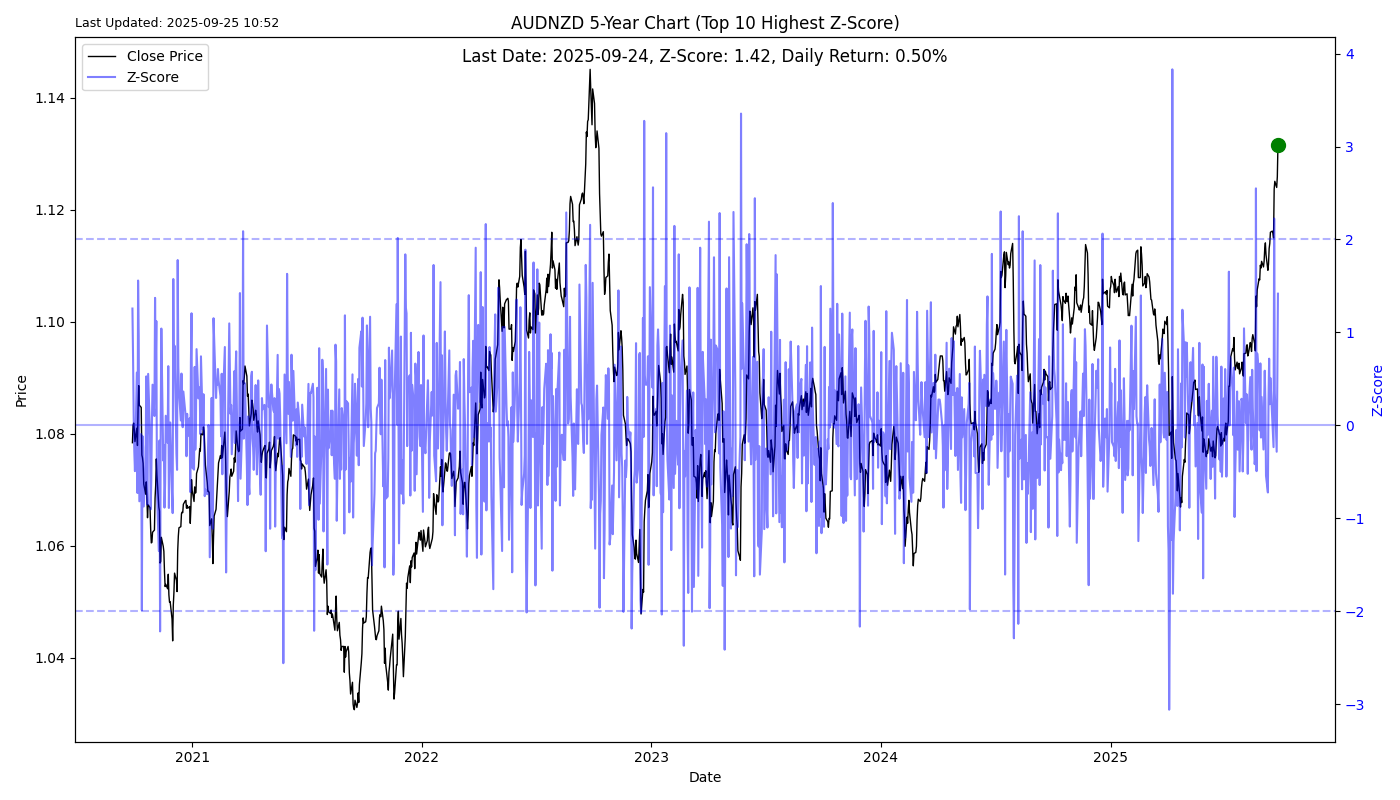 Last Updated: 2025-09-25 10:52
AUDNZD 5-Year Chart (Top 10 Highest Z-Score)
Last Date: 2025-09-24, Z-Score: 1.42, Daily Return: 0.50%
Close Price
Z-Score
Price
1.14
1.12
1.10
1.08
1.06
1.04
4
3
2
1
0
−1
−2
−3
Z-Score
2021
2022
2023
2024
2025
Date